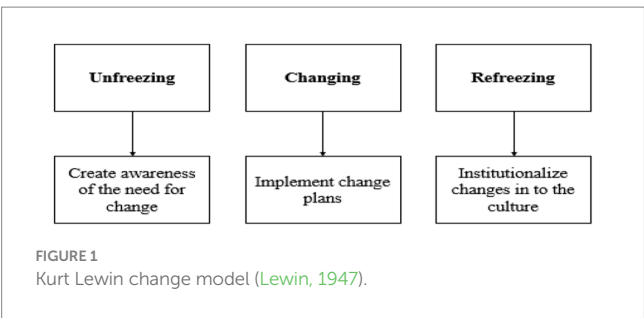 Unfreezing
Changing
Refreezing
Create awareness
of the need for
change
Implement change
plans
Institutionalize
changes in to the
culture
FIGURE 1
Kurt Lewin change model (Lewin, 1947).